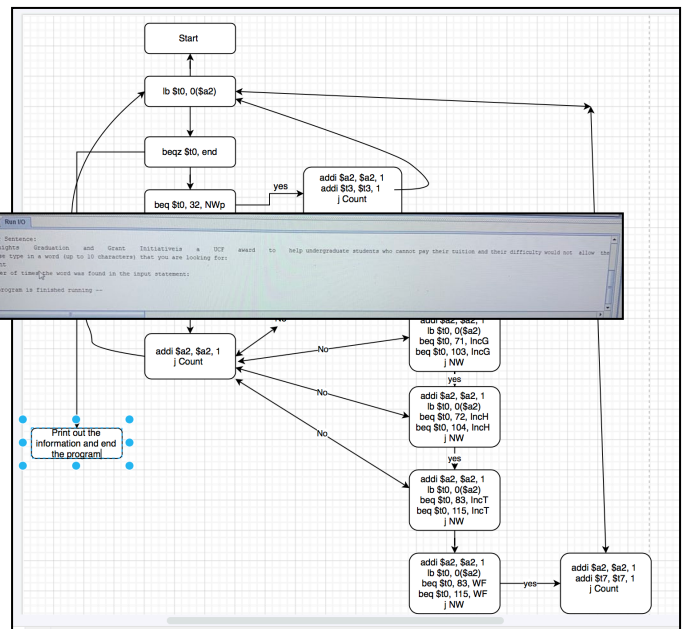 Start
lb $t0, 0($a2)
beqz $t0, end
beq $t0, 32, NWp
yes
addi $a2, $a2, 1
addi $t3, $t3, 1
j Count
Run I/O
Sentence:
ights Graduation and Grant Initiativeis a UCF award to help undergraduate students who cannot pay their tuition and their difficulty would not allow the
se type in a word (up to 10 characters) that you are looking for:
nt
er of times the word was found in the input statement:
rogram is finished running --
addi $a2, $a2, 1
j Count
No
addi $a2, $a2, 1
lb $t0, 0($a2)
beq $t0, 71, IncG
beq $t0, 103, IncG
j NW
No
yes
addi $a2, $a2, 1
lb $t0, 0($a2)
beq $t0, 72, IncH
beq $t0, 104, IncH
j NW
No
yes
addi $a2, $a2, 1
lb $t0, 0($a2)
beq $t0, 83, IncT
beq $t0, 115, IncT
j NW
No
Print out the
information and end
the program
addi $a2, $a2, 1
lb $t0, 0($a2)
beq $t0, 83, WF
beq $t0, 115, WF
j NW
yes
addi $a2, $a2, 1
addi $t7, $t7, 1
j Count